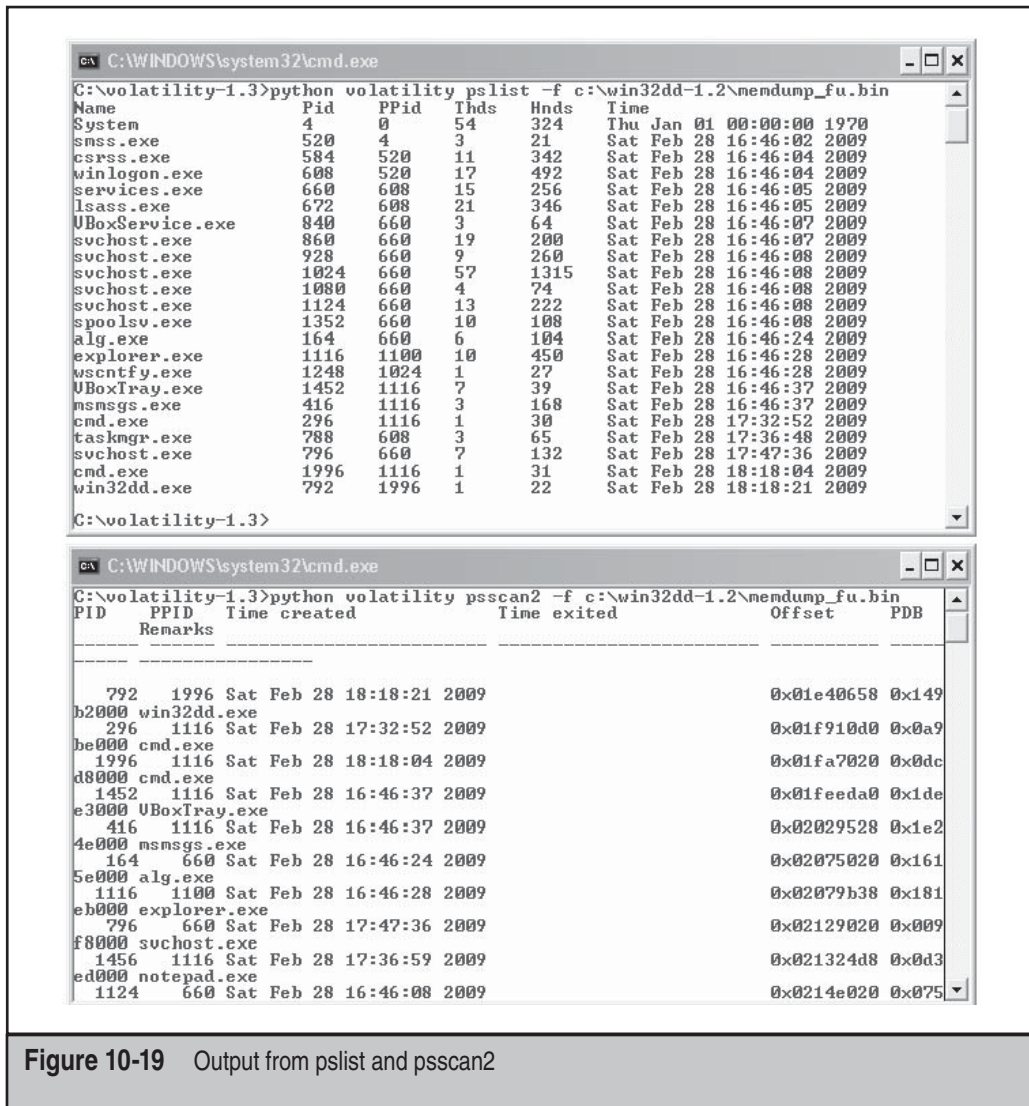 C:\WINDOWS\system32\cmd.exe
C:\volatility-1.3>python volatility pslist -f c:\win32dd-1.2\memdump_fu.bin
Name Pid PPid Thds Hnds Time
System 4 0 54 324 Thu Jan 01 00:00:00 1970
smss.exe 520 4 3 21 Sat Feb 28 16:46:02 2009
csrss.exe 584 520 11 342 Sat Feb 28 16:46:04 2009
winlogon.exe 608 520 17 492 Sat Feb 28 16:46:04 2009
services.exe 660 608 15 256 Sat Feb 28 16:46:05 2009
lsass.exe 672 608 21 346 Sat Feb 28 16:46:05 2009
VBoxService.exe 840 660 3 64 Sat Feb 28 16:46:07 2009
svchost.exe 860 660 19 200 Sat Feb 28 16:46:07 2009
svchost.exe 928 660 9 260 Sat Feb 28 16:46:08 2009
svchost.exe 1024 660 57 1315 Sat Feb 28 16:46:08 2009
svchost.exe 1080 660 4 74 Sat Feb 28 16:46:08 2009
svchost.exe 1124 660 13 222 Sat Feb 28 16:46:08 2009
spoolsv.exe 1352 660 10 108 Sat Feb 28 16:46:08 2009
alg.exe 164 660 6 104 Sat Feb 28 16:46:24 2009
explorer.exe 1116 1100 10 450 Sat Feb 28 16:46:28 2009
wscntfy.exe 1248 1024 1 27 Sat Feb 28 16:46:28 2009
VBoxTray.exe 1452 1116 7 39 Sat Feb 28 16:46:37 2009
msmsgs.exe 416 1116 3 168 Sat Feb 28 16:46:37 2009
cmd.exe 296 1116 1 30 Sat Feb 28 17:32:52 2009
taskmgr.exe 788 608 3 65 Sat Feb 28 17:36:48 2009
svchost.exe 796 660 7 132 Sat Feb 28 17:47:36 2009
cmd.exe 1996 1116 1 31 Sat Feb 28 18:18:04 2009
win32dd.exe 792 1996 1 22 Sat Feb 28 18:18:21 2009
C:\volatility-1.3>
C:\WINDOWS\system32\cmd.exe
C:\volatility-1.3>python volatility psscan2 -f c:\win32dd-1.2\memdump_fu.bin
PID PPID Time created Time exited Offset PDB
Remarks
------ ------ ------------------------ ------------------------ ---------- -----
----- ----------------
792 1996 Sat Feb 28 18:18:21 2009 0x01e40658 0x149
b2000 win32dd.exe
296 1116 Sat Feb 28 17:32:52 2009 0x01f910d0 0x0a9
be000 cmd.exe
1996 1116 Sat Feb 28 18:18:04 2009 0x01fa7020 0x0dc
d8000 cmd.exe
1452 1116 Sat Feb 28 16:46:37 2009 0x01feeda0 0x1de
e3000 VBoxTray.exe
416 1116 Sat Feb 28 16:46:37 2009 0x02029528 0x1e2
4e000 msmsgs.exe
164 660 Sat Feb 28 16:46:24 2009 0x02075020 0x161
5e000 alg.exe
1116 1100 Sat Feb 28 16:46:28 2009 0x02079b38 0x181
eb000 explorer.exe
796 660 Sat Feb 28 17:47:36 2009 0x02129020 0x009
f8000 svchost.exe
1456 1116 Sat Feb 28 17:36:59 2009 0x021324d8 0x0d3
ed000 notepad.exe
1124 660 Sat Feb 28 16:46:08 2009 0x0214e020 0x075
Figure 10-19 Output from pslist and psscan2